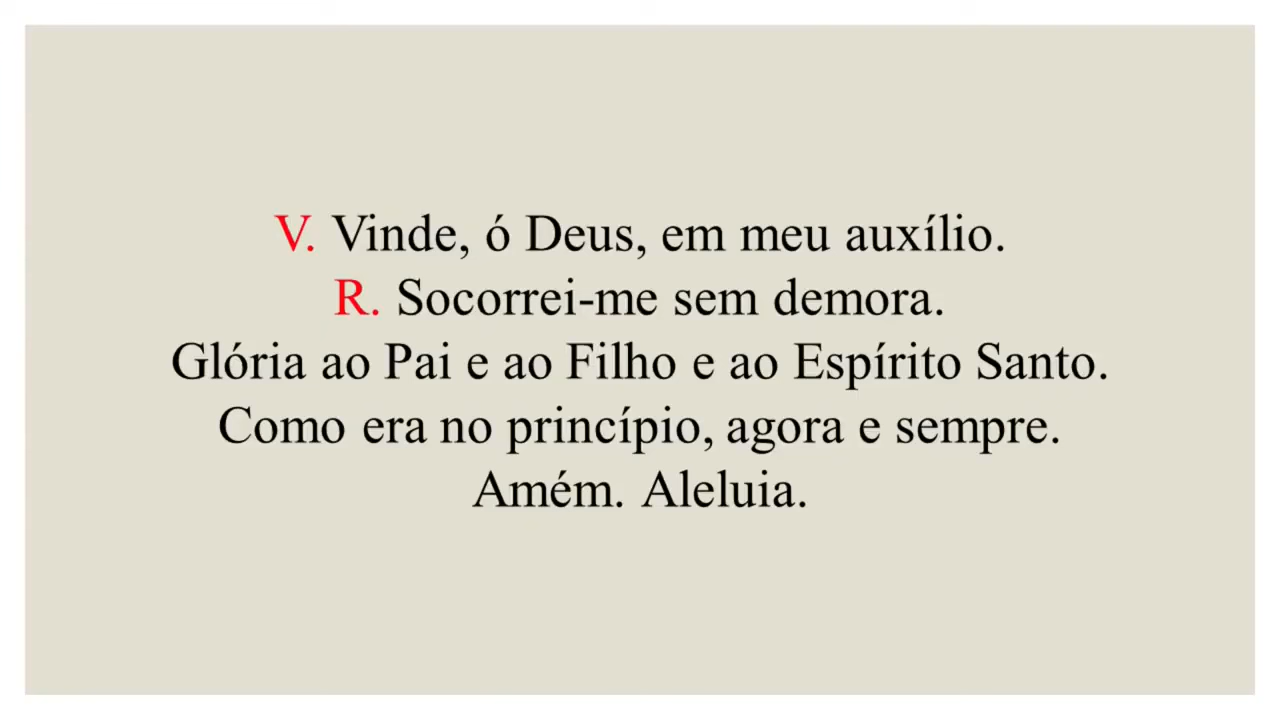 V. Vinde, ó Deus, em meu auxílio.
R. Socorrei-me sem demora.
Glória ao Pai e ao Filho e ao Espírito Santo.
Como era no princípio, agora e sempre.
Amém. Aleluia.